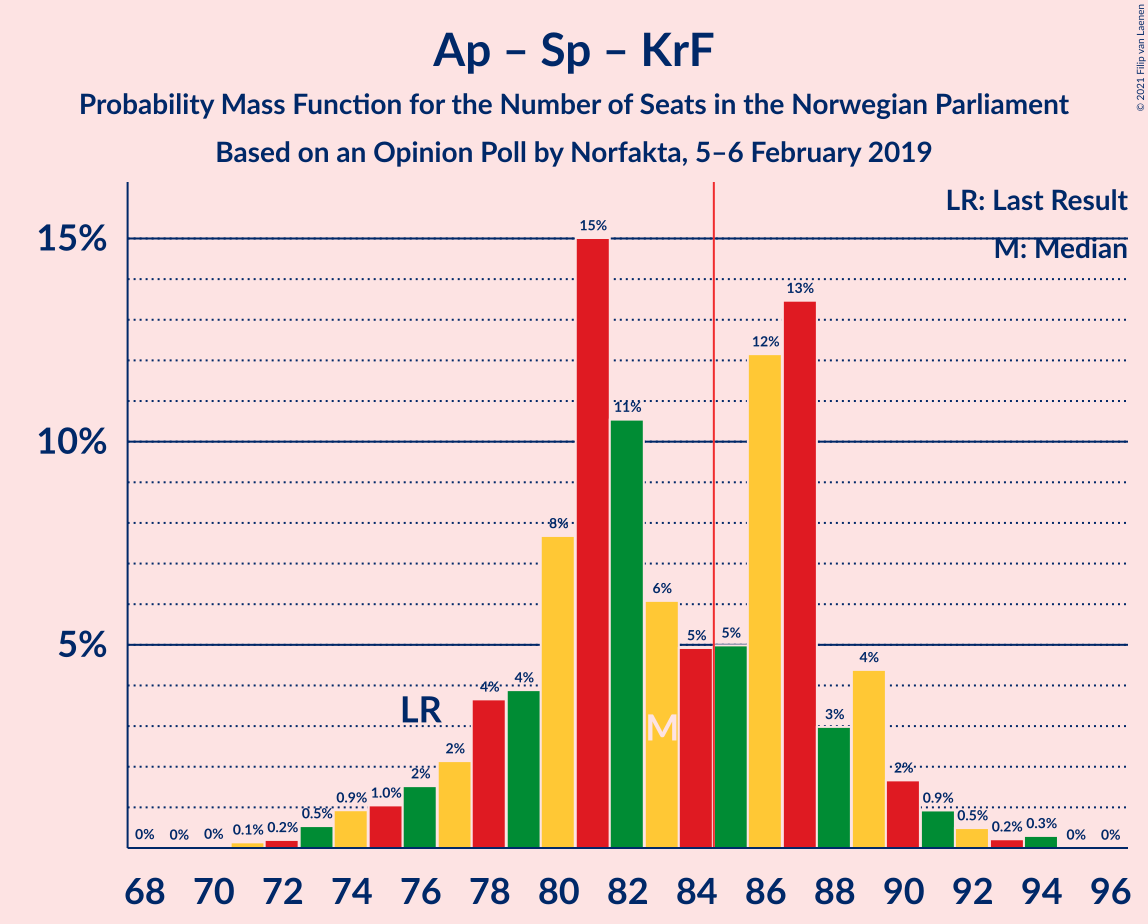 Ap – Sp – KrF
Probability Mass Function for the Number of Seats in the Norwegian Parliament
Based on an Opinion Poll by Norfakta, 5–6 February 2019
© 2021 Filip van Laenen
LR: Last Result
M: Median
15%
10%
5%
0% 0% 0% 0.1% 0.2% 0.5% 0.9% 1.0% 2% 2% 4% 4% 8% 15% 11% 6% 5% 5% 12% 13% 3% 4% 2% 0.9% 0.5% 0.2% 0.3% 0% 0%
LR
M
68 70 72 74 76 78 80 82 84 86 88 90 92 94 96